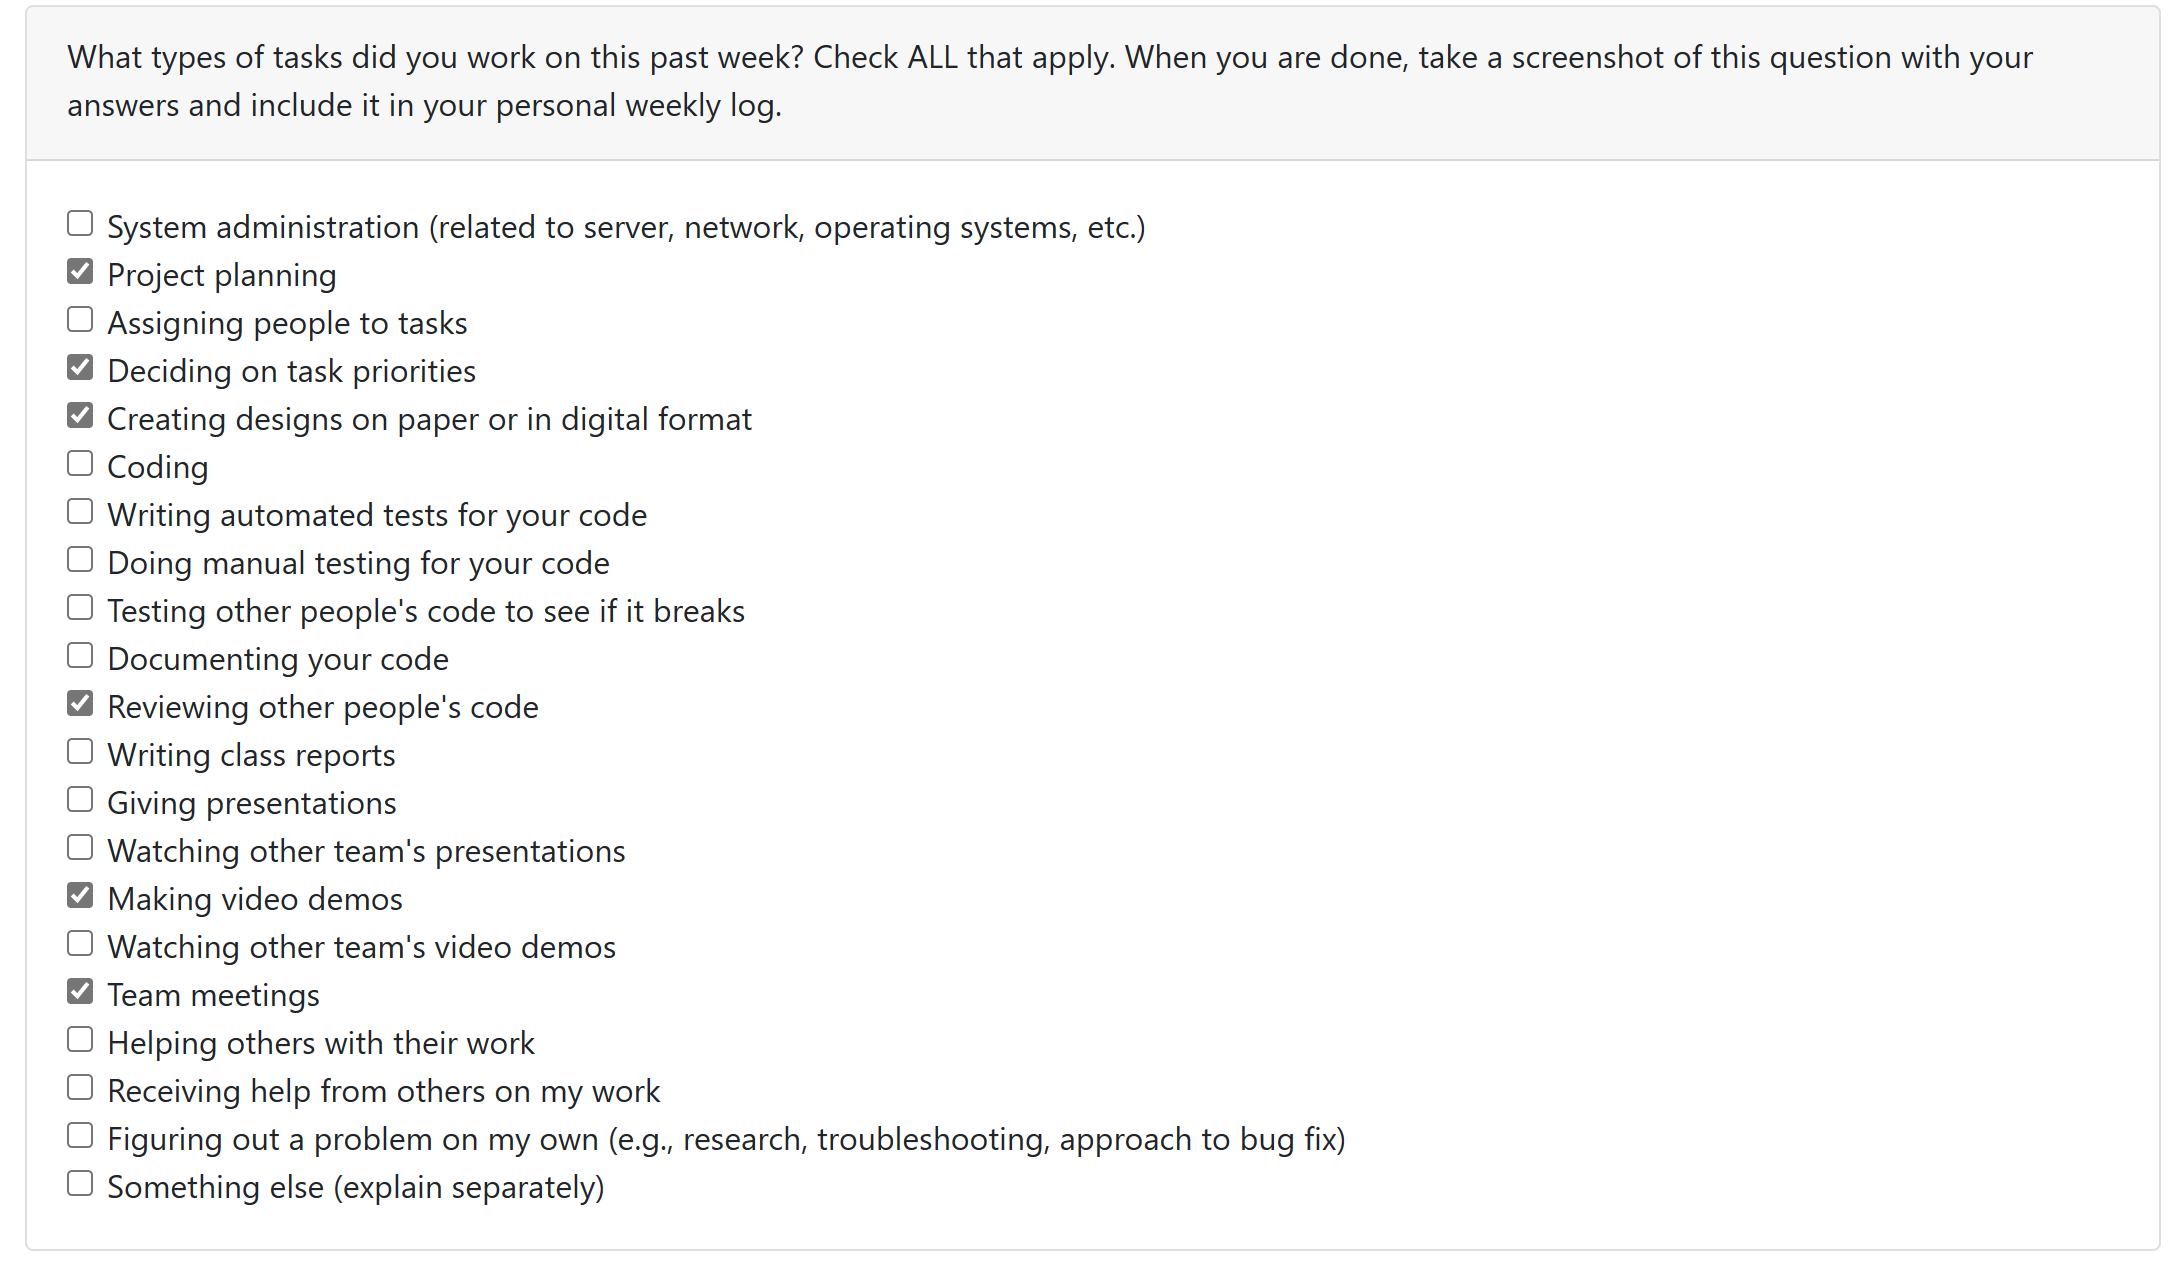 What types of tasks did you work on this past week? Check ALL that apply. When you are done, take a screenshot of this question with your
answers and include it in your personal weekly log.
System administration (related to server, network, operating systems, etc.)
Project planning
Assigning people to tasks
Deciding on task priorities
Creating designs on paper or in digital format
Coding
Writing automated tests for your code
Doing manual testing for your code
Testing other people's code to see if it breaks
Documenting your code
Reviewing other people's code
Writing class reports
Giving presentations
Watching other team's presentations
Making video demos
Watching other team's video demos
Team meetings
Helping others with their work
Receiving help from others on my work
Figuring out a problem on my own (e.g., research, troubleshooting, approach to bug fix)
Something else (explain separately)